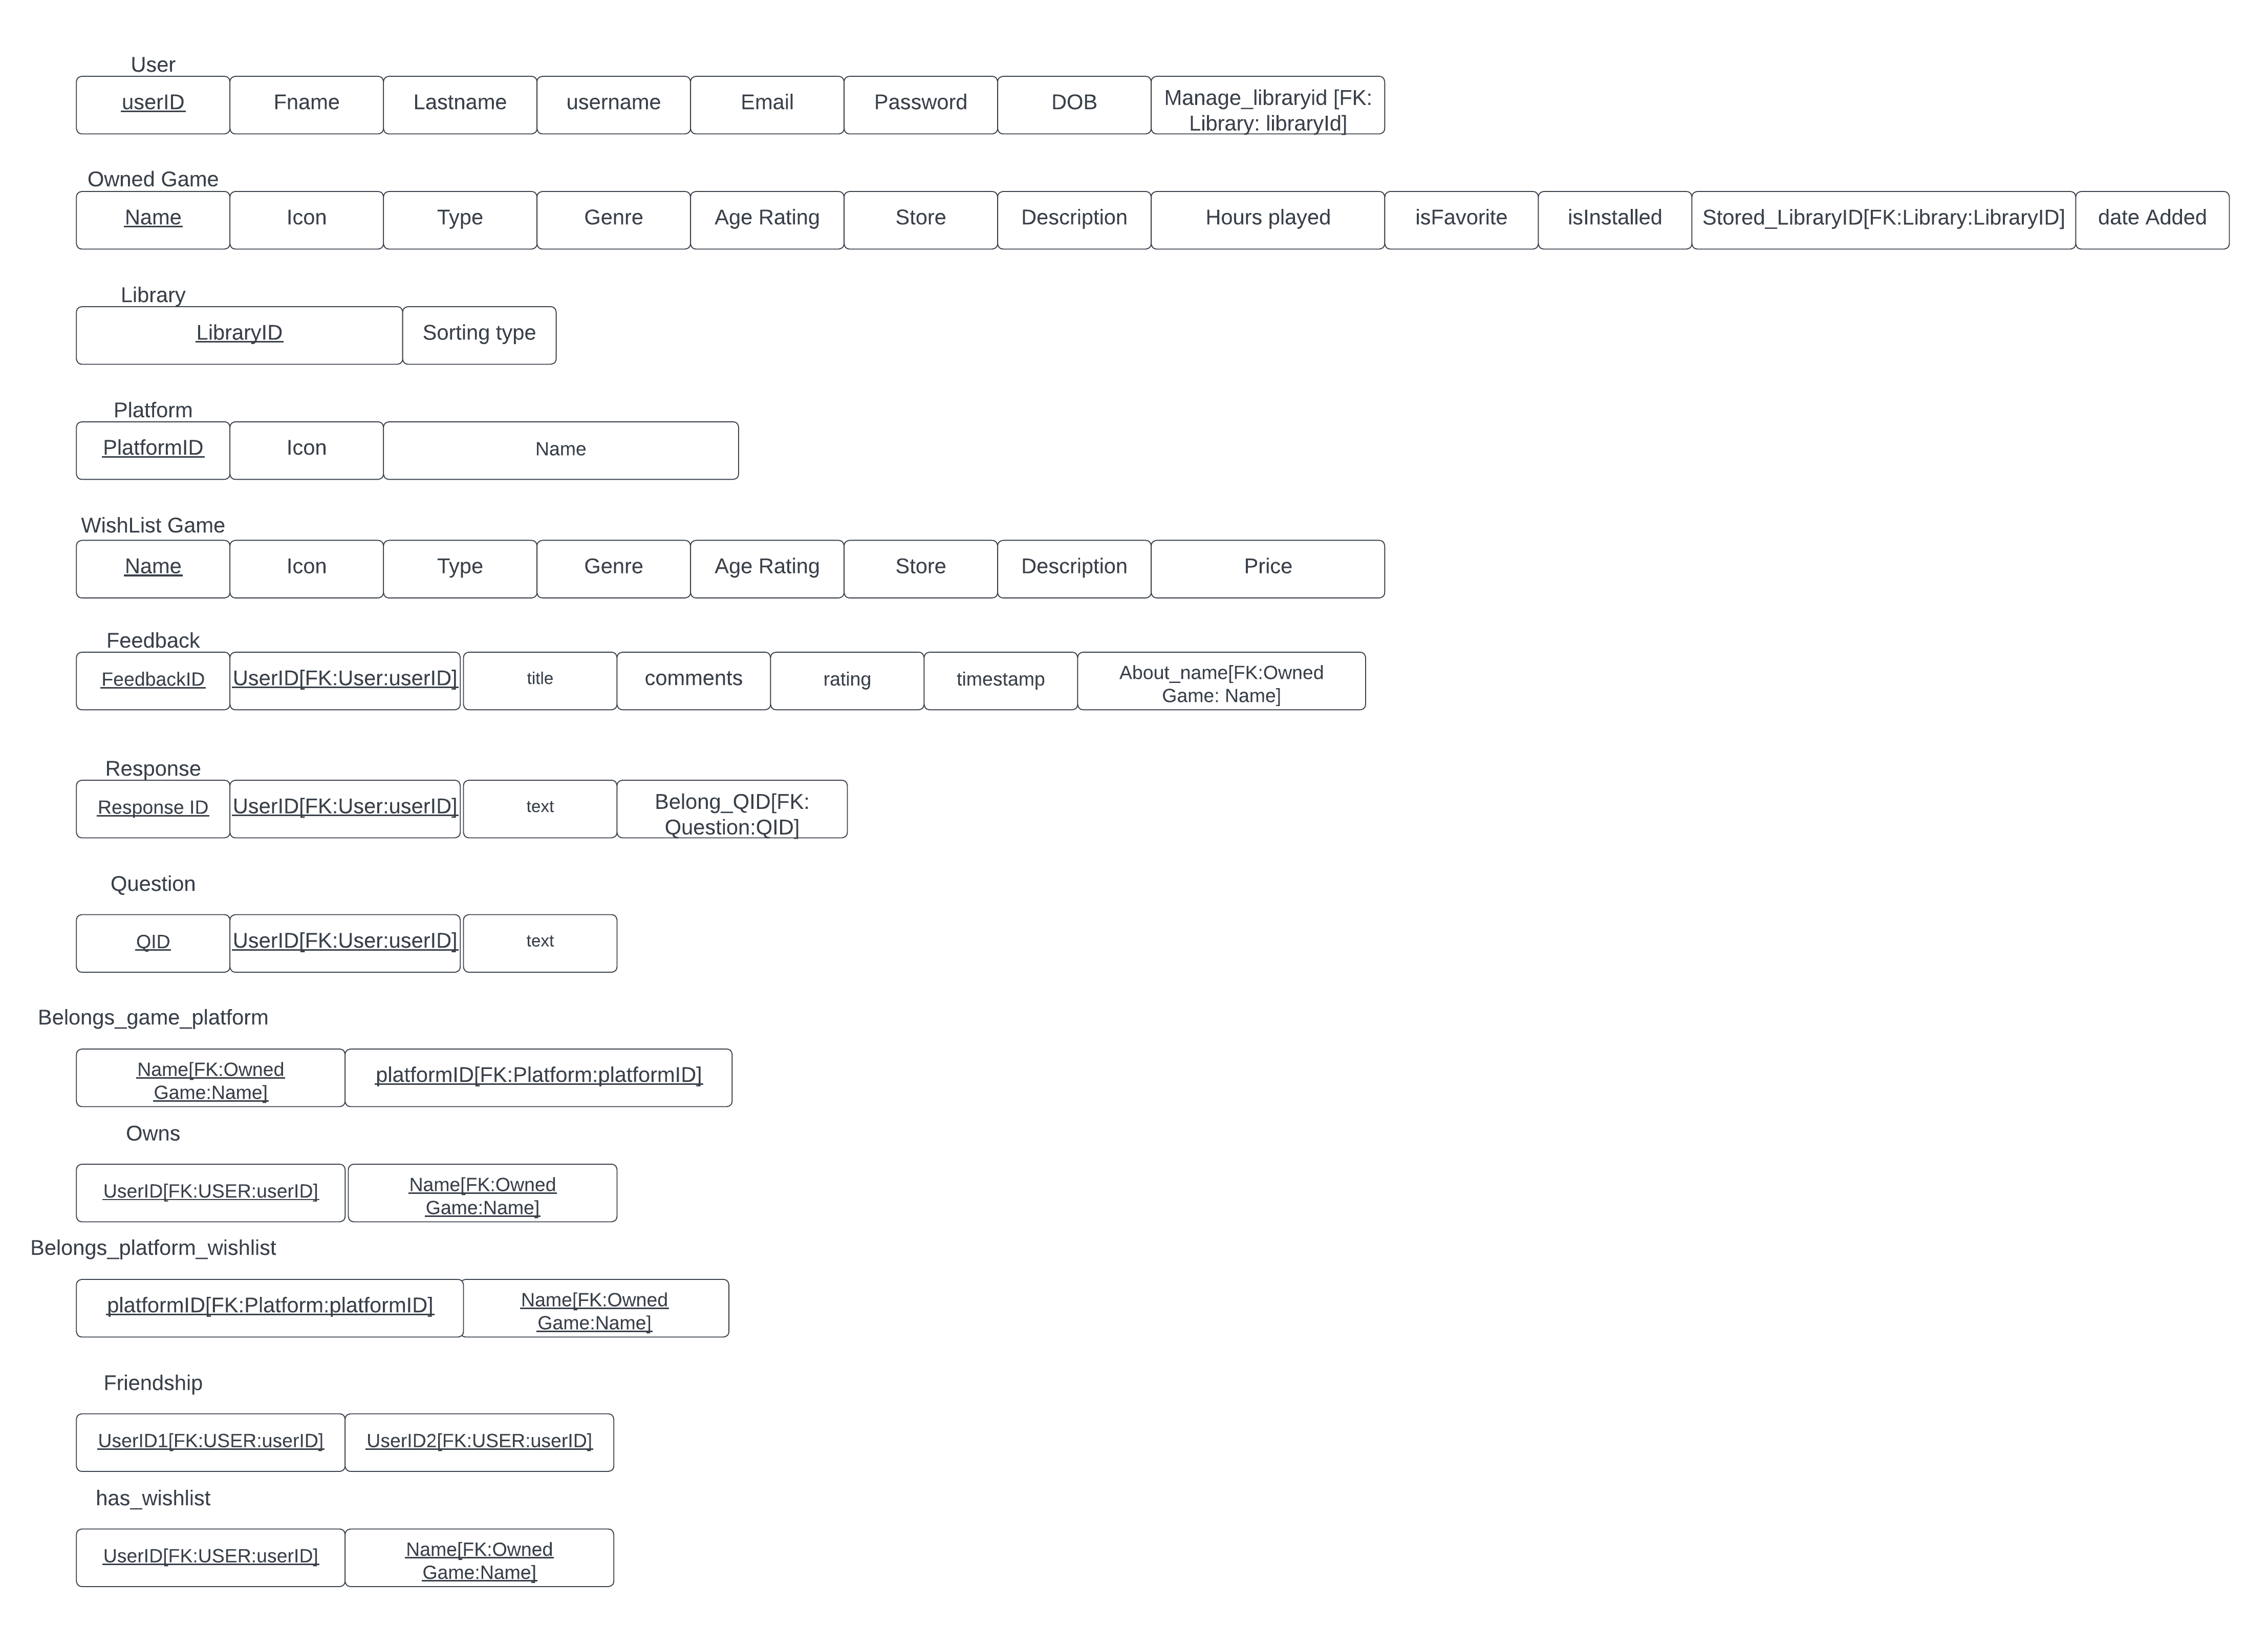 User
userID Fname Lastname username Email Password DOB Manage_libraryid [FK:
Library: libraryId]
Owned Game
Name Icon Type Genre Age Rating Store Description Hours played isFavorite isInstalled Stored_LibraryID[FK:Library:LibraryID] date Added
Library
LibraryID Sorting type
Platform
PlatformID Icon Name
WishList Game
Name Icon Type Genre Age Rating Store Description Price
Feedback
FeedbackID UserID[FK:User:userID] title comments rating timestamp About_name[FK:Owned
Game: Name]
Response
Response ID UserID[FK:User:userID] text Belong_QID[FK:
Question:QID]
Question
QID UserID[FK:User:userID] text
Belongs_game_platform
Name[FK:Owned
Game:Name] platformID[FK:Platform:platformID]
Owns
UserID[FK:USER:userID] Name[FK:Owned
Game:Name]
Belongs_platform_wishlist
platformID[FK:Platform:platformID] Name[FK:Owned
Game:Name]
Friendship
UserID1[FK:USER:userID] UserID2[FK:USER:userID]
has_wishlist
UserID[FK:USER:userID] Name[FK:Owned
Game:Name]